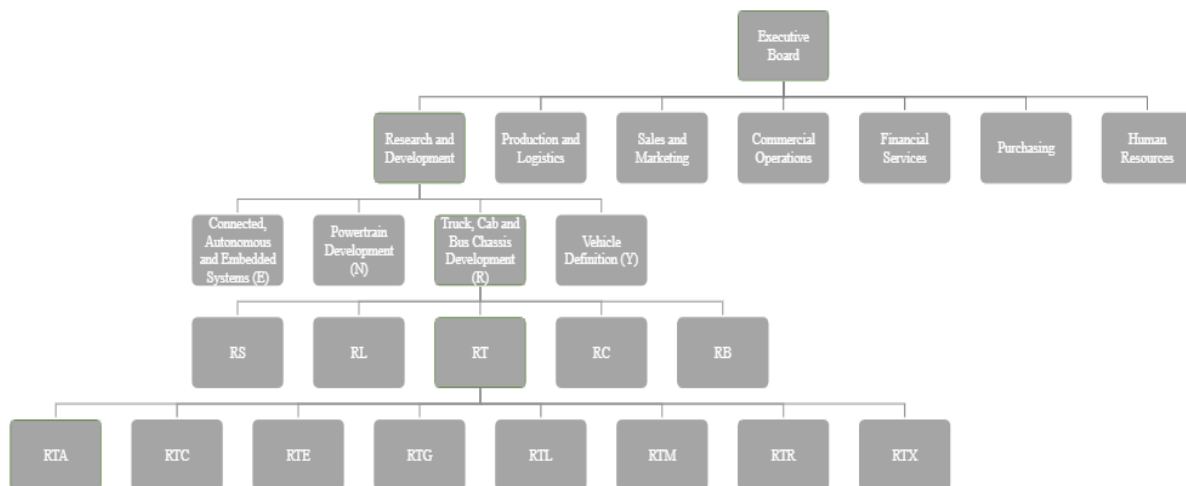 Executive
Board
Research and
Development
Production and
Logistics
Sales and
Marketing
Commercial
Operations
Financial
Services
Purchasing
Human
Resources
Connected,
Autonomous
and Embedded
Systems (E)
Powertrain
Development
(N)
Truck, Cab and
Bus Chassis
Development
(R)
Vehicle
Definition (Y)
RS
RL
RT
RC
RB
RTA
RTC
RTE
RTG
RTL
RTM
RTR
RTX